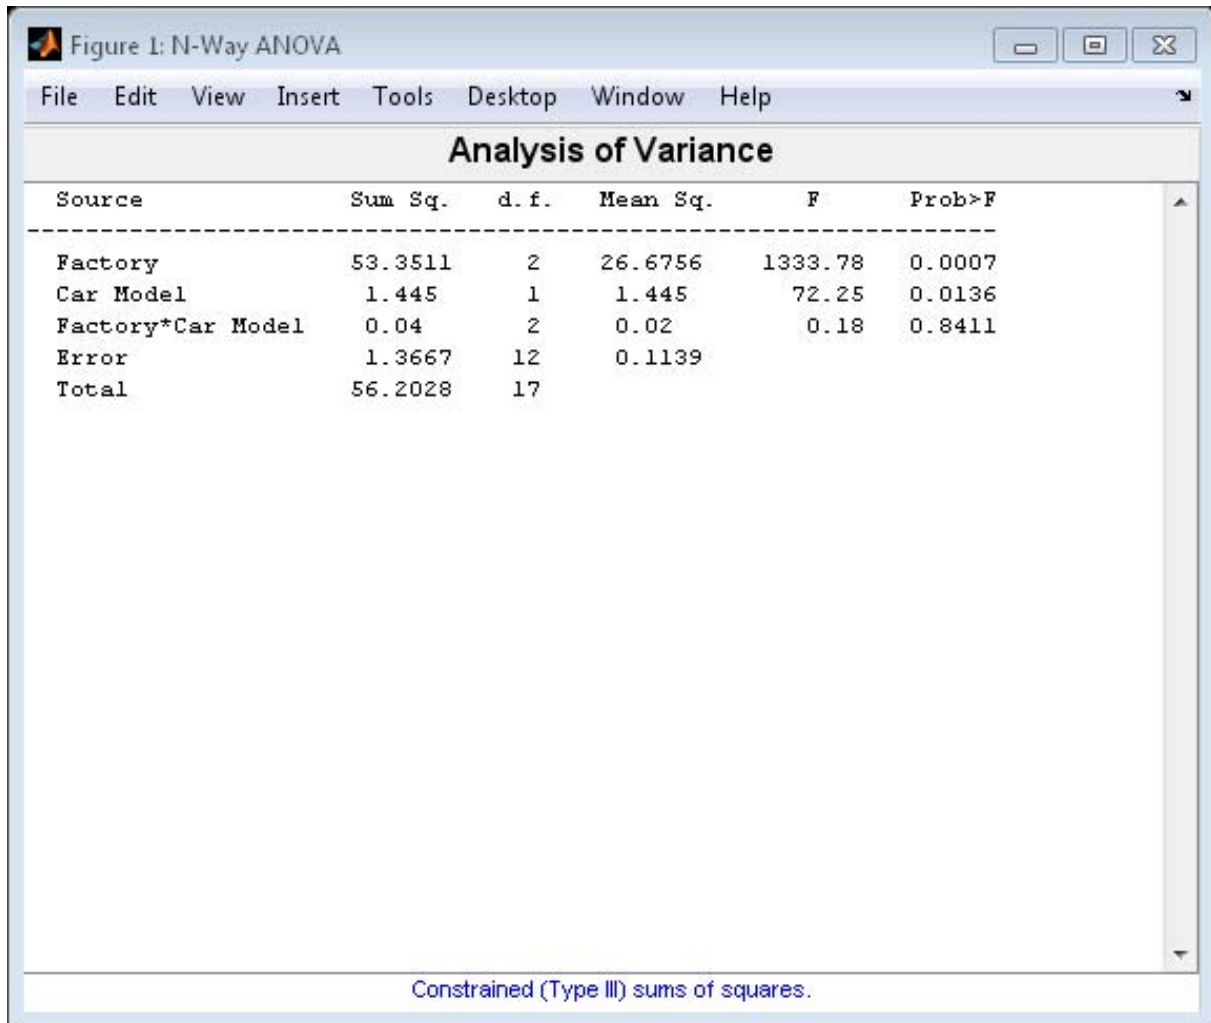 Figure 1: N-Way ANOVA
File Edit View Insert Tools Desktop Window Help
Analysis of Variance
Source Sum Sq. d.f. Mean Sq. F Prob>F
Factory 53.3511 2 26.6756 1333.78 0.0007
Car Model 1.445 1 1.445 72.25 0.0136
Factory*Car Model 0.04 2 0.02 0.18 0.8411
Error 1.3667 12 0.1139
Total 56.2028 17
Constrained (Type III) sums of squares.